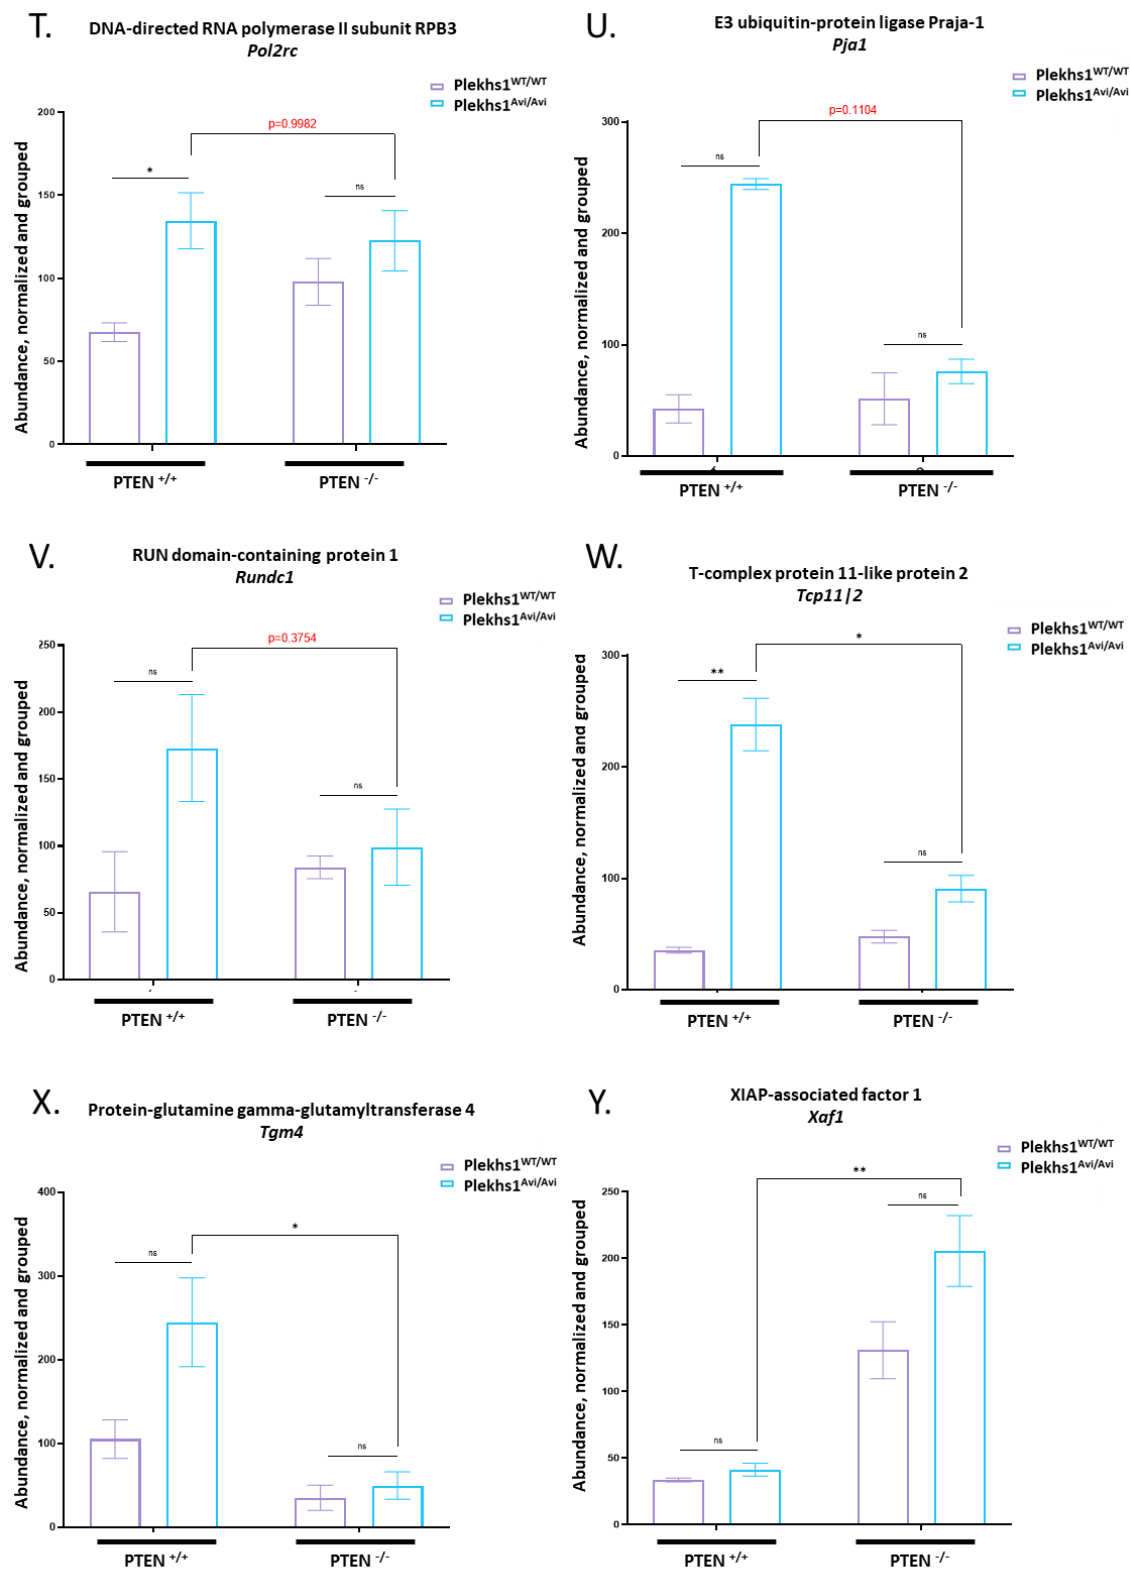 T.
DNA-directed RNA polymerase II subunit RPB3
Pol2rc
Plekhs1WT/WT
Plekhs1Avi/Avi
Abundance, normalized and grouped
200
150
100
50
0
*
p=0.9982
ns
PTEN +/+
PTEN -/-
U.
E3 ubiquitin-protein ligase Praja-1
Pja1
Plekhs1WT/WT
Plekhs1Avi/Avi
Abundance, normalized and grouped
300
200
100
0
ns
p=0.1104
ns
PTEN +/+
PTEN -/-
V.
RUN domain-containing protein 1
Rundc1
Plekhs1WT/WT
Plekhs1Avi/Avi
Abundance, normalized and grouped
250
200
150
100
50
0
ns
p=0.3754
ns
PTEN +/+
PTEN -/-
W.
T-complex protein 11-like protein 2
Tcp11|2
Plekhs1WT/WT
Plekhs1Avi/Avi
Abundance, normalized and grouped
300
200
100
0
**
*
ns
PTEN +/+
PTEN -/-
X.
Protein-glutamine gamma-glutamyltransferase 4
Tgm4
Plekhs1WT/WT
Plekhs1Avi/Avi
Abundance, normalized and grouped
400
300
200
100
0
ns
*
ns
PTEN +/+
PTEN -/-
Y.
XIAP-associated factor 1
Xaf1
Plekhs1WT/WT
Plekhs1Avi/Avi
Abundance, normalized and grouped
250
200
150
100
50
0
ns
**
ns
PTEN +/+
PTEN -/-